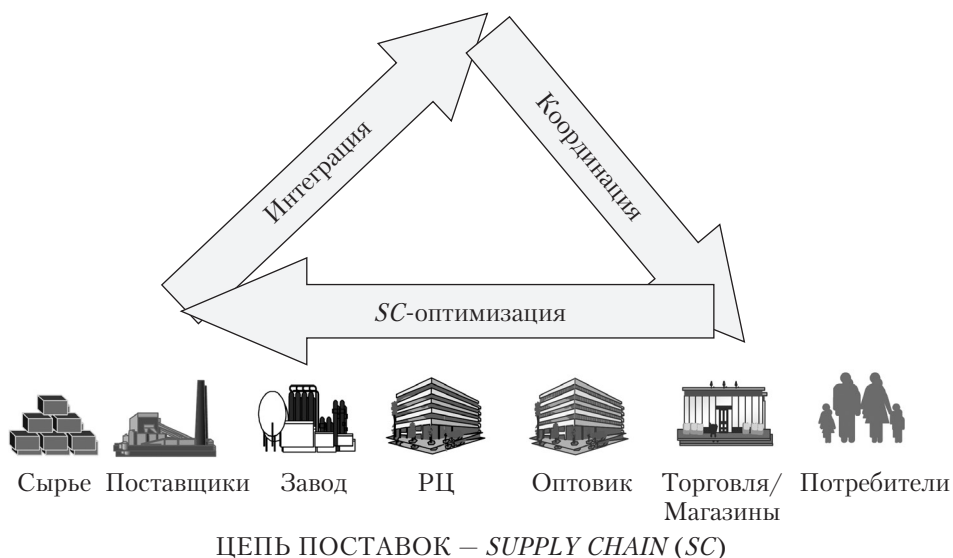 Интеграция
Координация
SC-оптимизация
Сырье
Поставщики
Завод
РЦ
Оптовик
Торговля/
Магазины
Потребители
ЦЕПЬ ПОСТАВОК — SUPPLY CHAIN (SC)